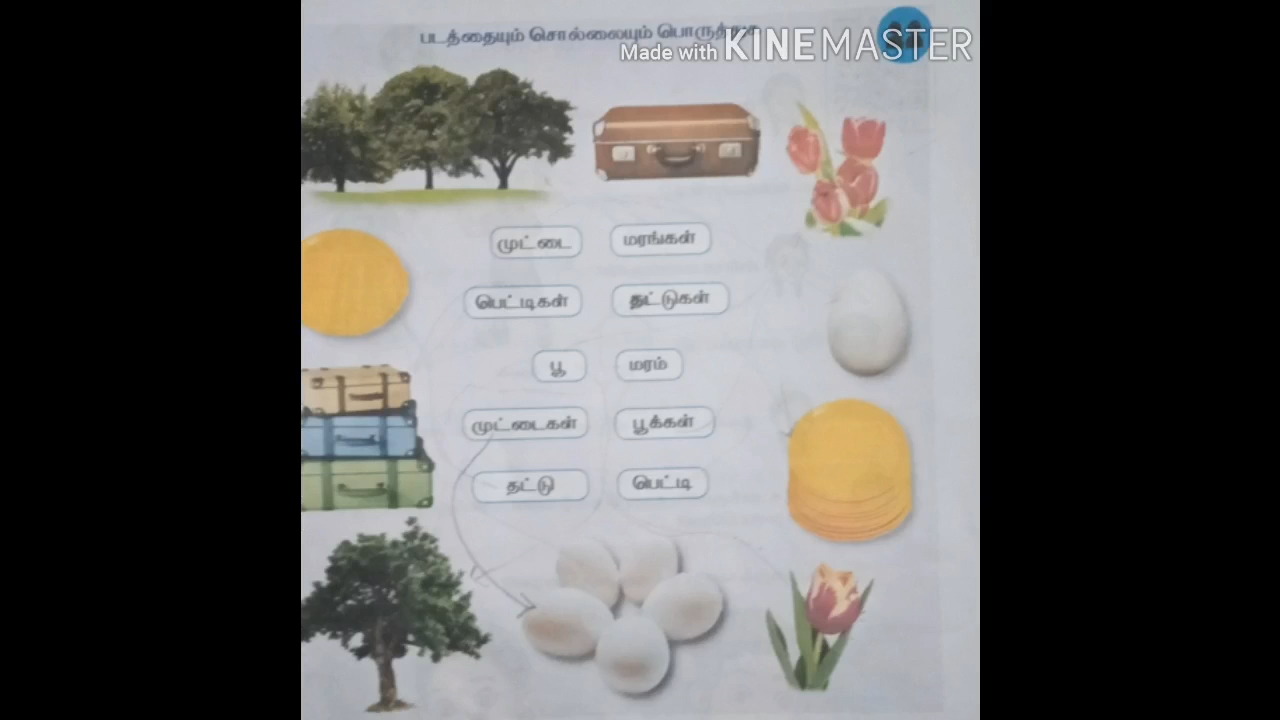 படத்தையும் சொல்லையும் பொருத்துக
Made with KINEMASTER
முட்டை மரங்கள்
பெட்டிகள் தட்டுகள்
பூ மரம்
முட்டைகள் பூக்கள்
தட்டு பெட்டி